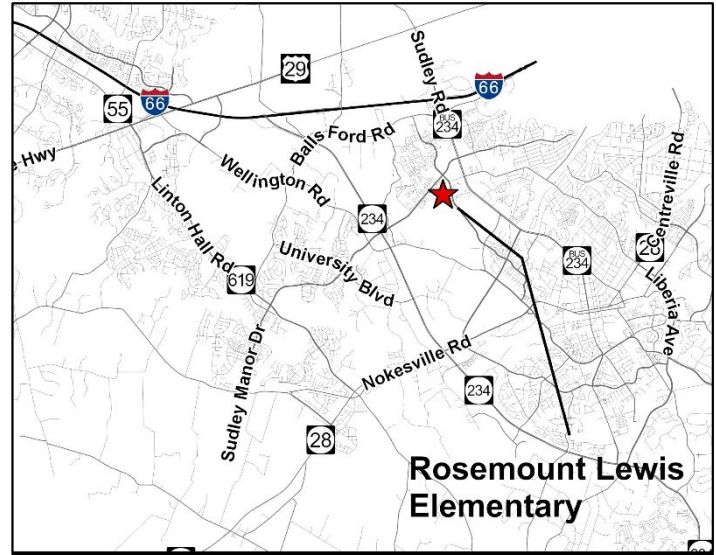 29
Sudley Rd
66
66
55
BUS
234
Balls Ford Rd
e Hwy
Wellington Rd
Centreville Rd
Linton Hall Rd
234
28
BUS
234
University Blvd
619
Liberia Ave
Sudley Manor Dr
Nokesville Rd
234
28
Rosemount Lewis
Elementary